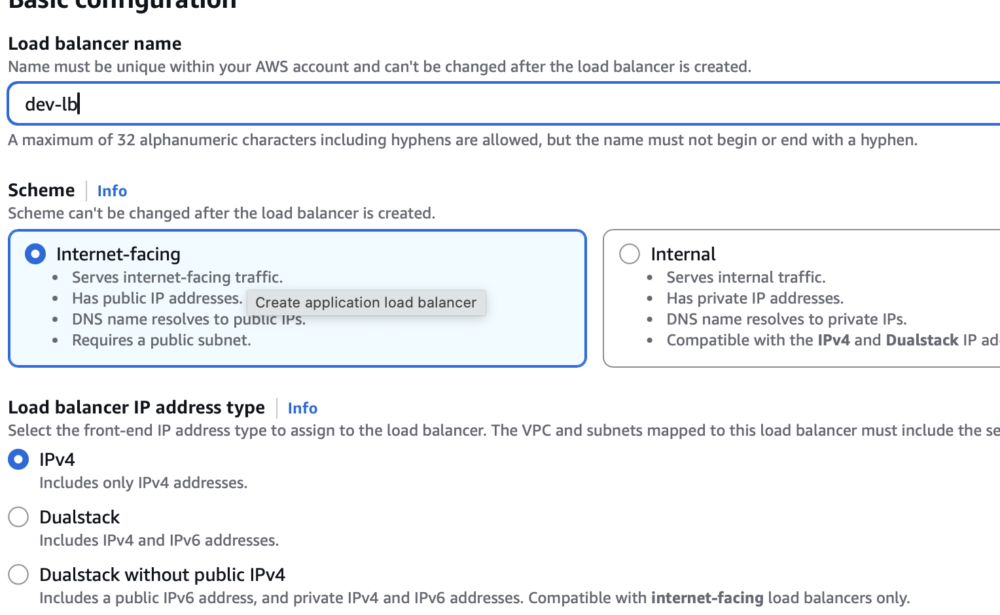 Basic configuration
Load balancer name
Name must be unique within your AWS account and can't be changed after the load balancer is created.
dev-lb
A maximum of 32 alphanumeric characters including hyphens are allowed, but the name must not begin or end with a hyphen.
Scheme Info
Scheme can't be changed after the load balancer is created.
Internet-facing
• Serves internet-facing traffic.
• Has public IP addresses.
Create application load balancer
• DNS name resolves to public IPs.
• Requires a public subnet.
Internal
• Serves internal traffic.
• Has private IP addresses.
• DNS name resolves to private IPs.
• Compatible with the IPv4 and Dualstack IP
Load balancer IP address type Info
Select the front-end IP address type to assign to the load balancer. The VPC and subnets mapped to this load balancer must include the
IPv4
Includes only IPv4 addresses.
Dualstack
Includes IPv4 and IPv6 addresses.
Dualstack without public IPv4
Includes a public IPv6 address, and private IPv4 and IPv6 addresses. Compatible with internet-facing load balancers only.